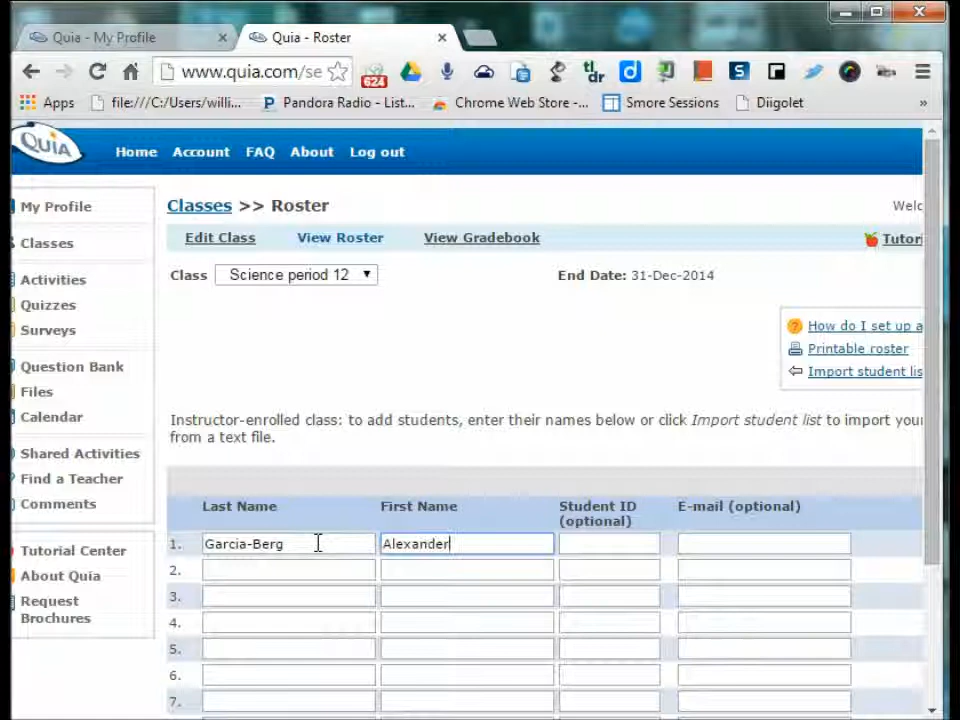 Quia - My Profile
Quia - Roster
www.quia.com/se
624
tl;dr
d
S
Apps
file:///C:/Users/willi...
P Pandora Radio - List...
Chrome Web Store -...
Smore Sessions
Diigolet
»
QUIA
Home Account FAQ About Log out
My Profile
Classes
Activities
Quizzes
Surveys
Question Bank
Files
Calendar
Shared Activities
Find a Teacher
Comments
Tutorial Center
About Quia
Request
Brochures
Classes >> Roster
Welc
Edit Class View Roster View Gradebook
Tutori
Class Science period 12
End Date: 31-Dec-2014
? How do I set up a
Printable roster
Import student lis
Instructor-enrolled class: to add students, enter their names below or click Import student list to import your
from a text file.
Last Name First Name Student ID E-mail (optional)
(optional)
1. Garcia-Berg Alexander
2.
3.
4.
5.
6.
7.